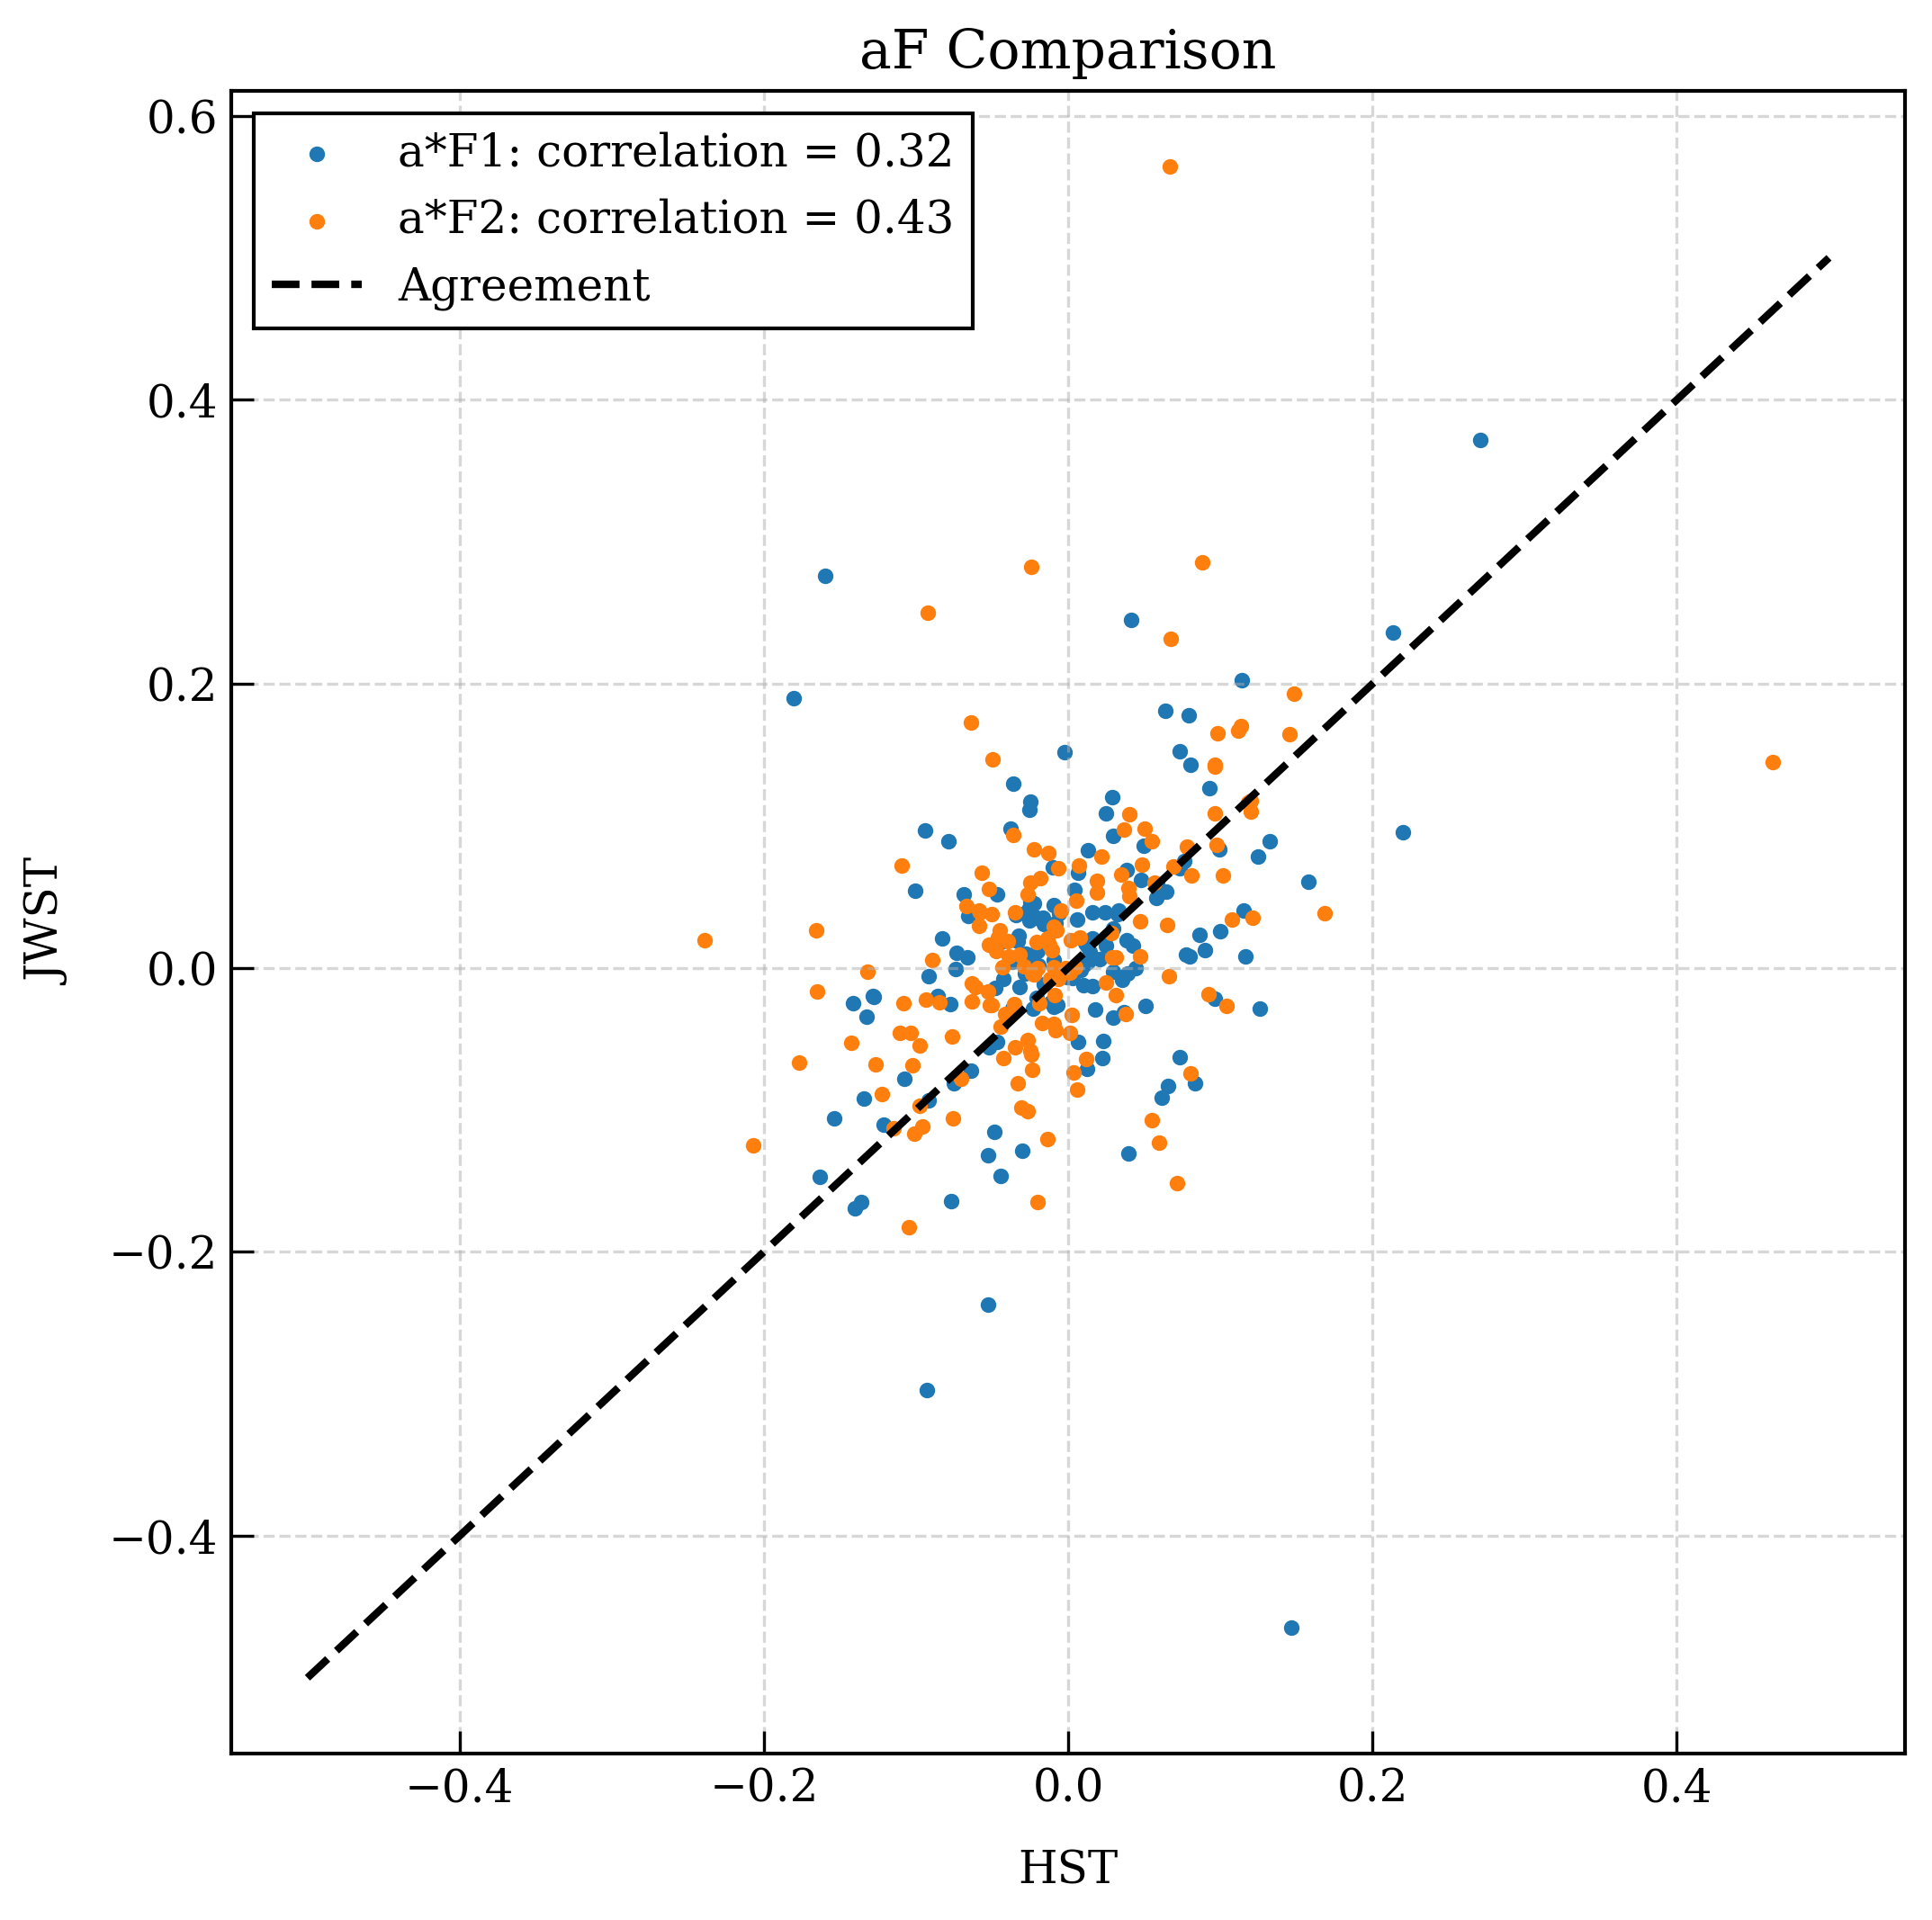 aF Comparison
a*F1: correlation = 0.32
a*F2: correlation = 0.43
Agreement
0.6
0.4
0.2
0.0
−0.2
−0.4
JWST
−0.4 −0.2 0.0 0.2 0.4
HST